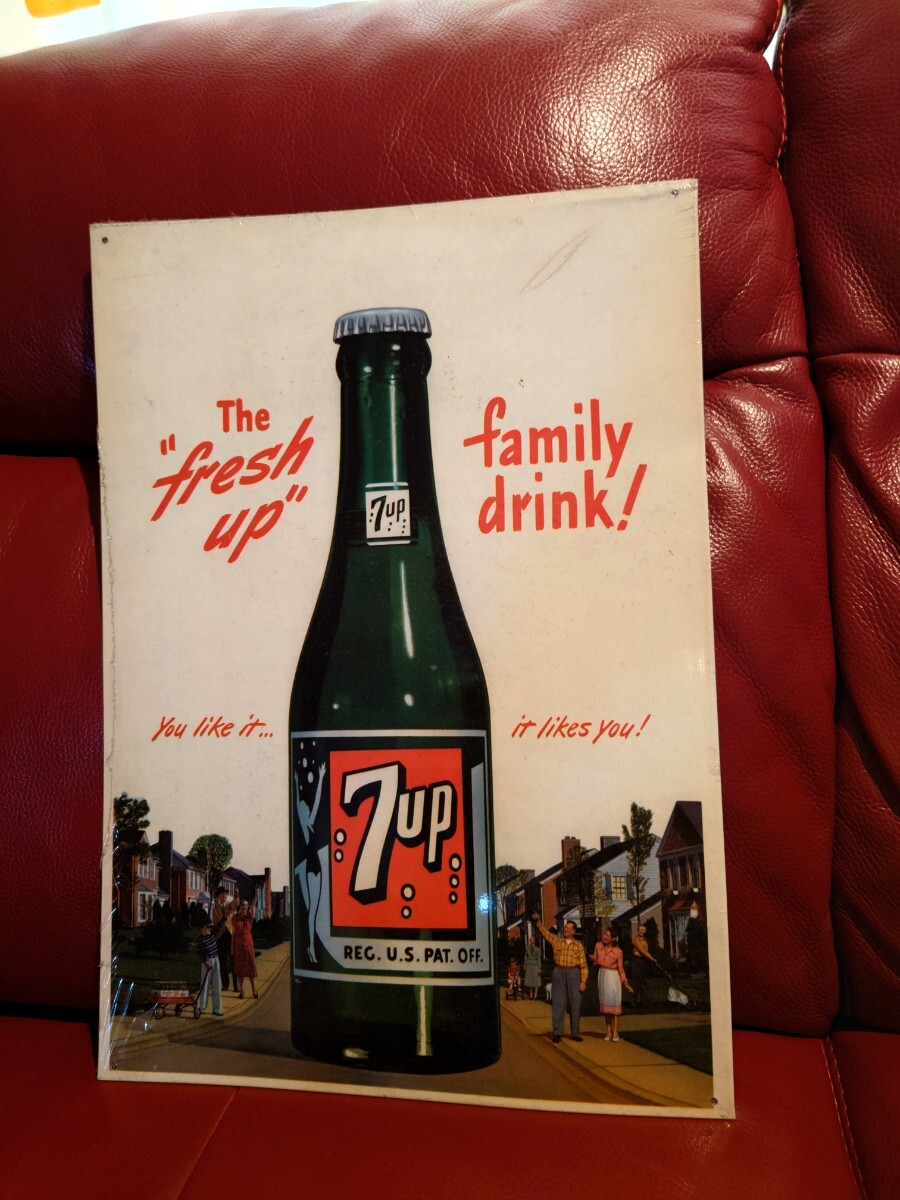 The
"fresh
up"
family
drink!
7up
You like it...
it likes you!
7up
REG. U.S. PAT. OFF.